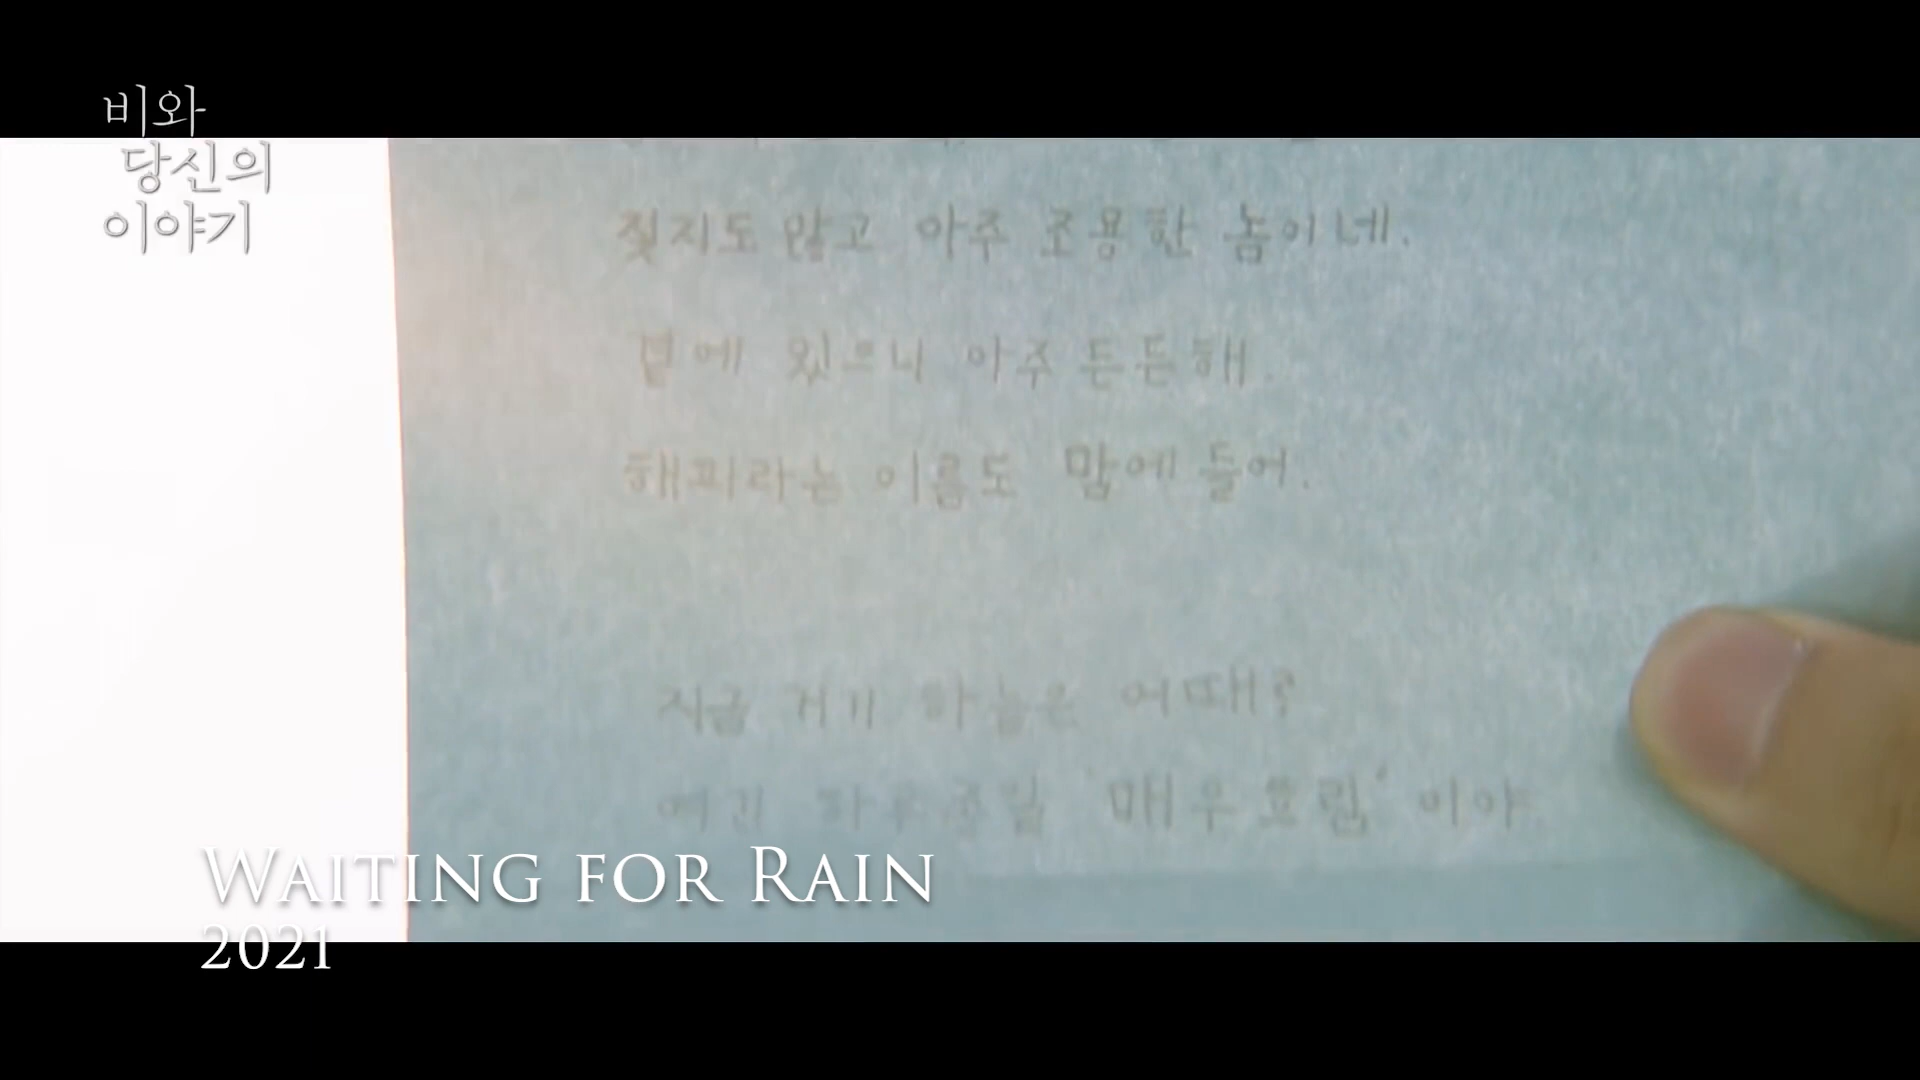 비와
당신의
이야기
짖지도 않고 아주 조용한 놈이네.
곁에 있으니 아주 든든해.
해피라는 이름도 맘에 들어.
지금 거기 하늘은 어때?
여긴 하루종일 '매우흐림' 이야
WAITING FOR RAIN
2021